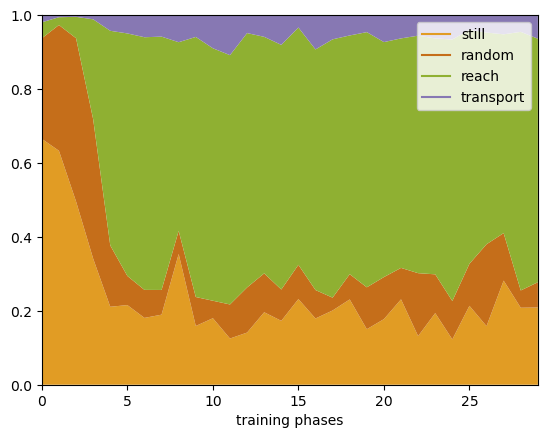 1.0
0.8
0.6
0.4
0.2
0.0
still
random
reach
transport
0 5 10 15 20 25
training phases